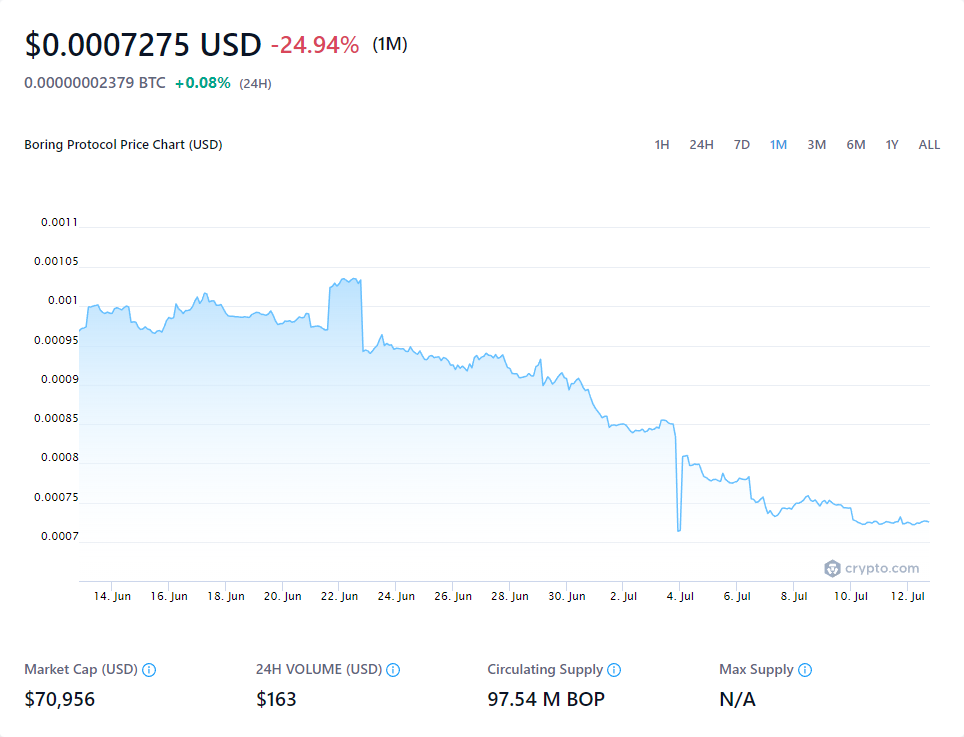 $0.0007275 USD -24.94% (1M)
0.00000002379 BTC +0.08% (24H)
Boring Protocol Price Chart (USD) 1H 24H 7D 1M 3M 6M 1Y ALL
0.0011
0.00105
0.001
0.00095
0.0009
0.00085
0.0008
0.00075
0.0007
crypto.com
14. Jun 16. Jun 18. Jun 20. Jun 22. Jun 24. Jun 26. Jun 28. Jun 30. Jun 2. Jul 4. Jul 6. Jul 8. Jul 10. Jul 12. Jul
Market Cap (USD) 24H VOLUME (USD) Circulating Supply Max Supply
$70,956 $163 97.54 M BOP N/A